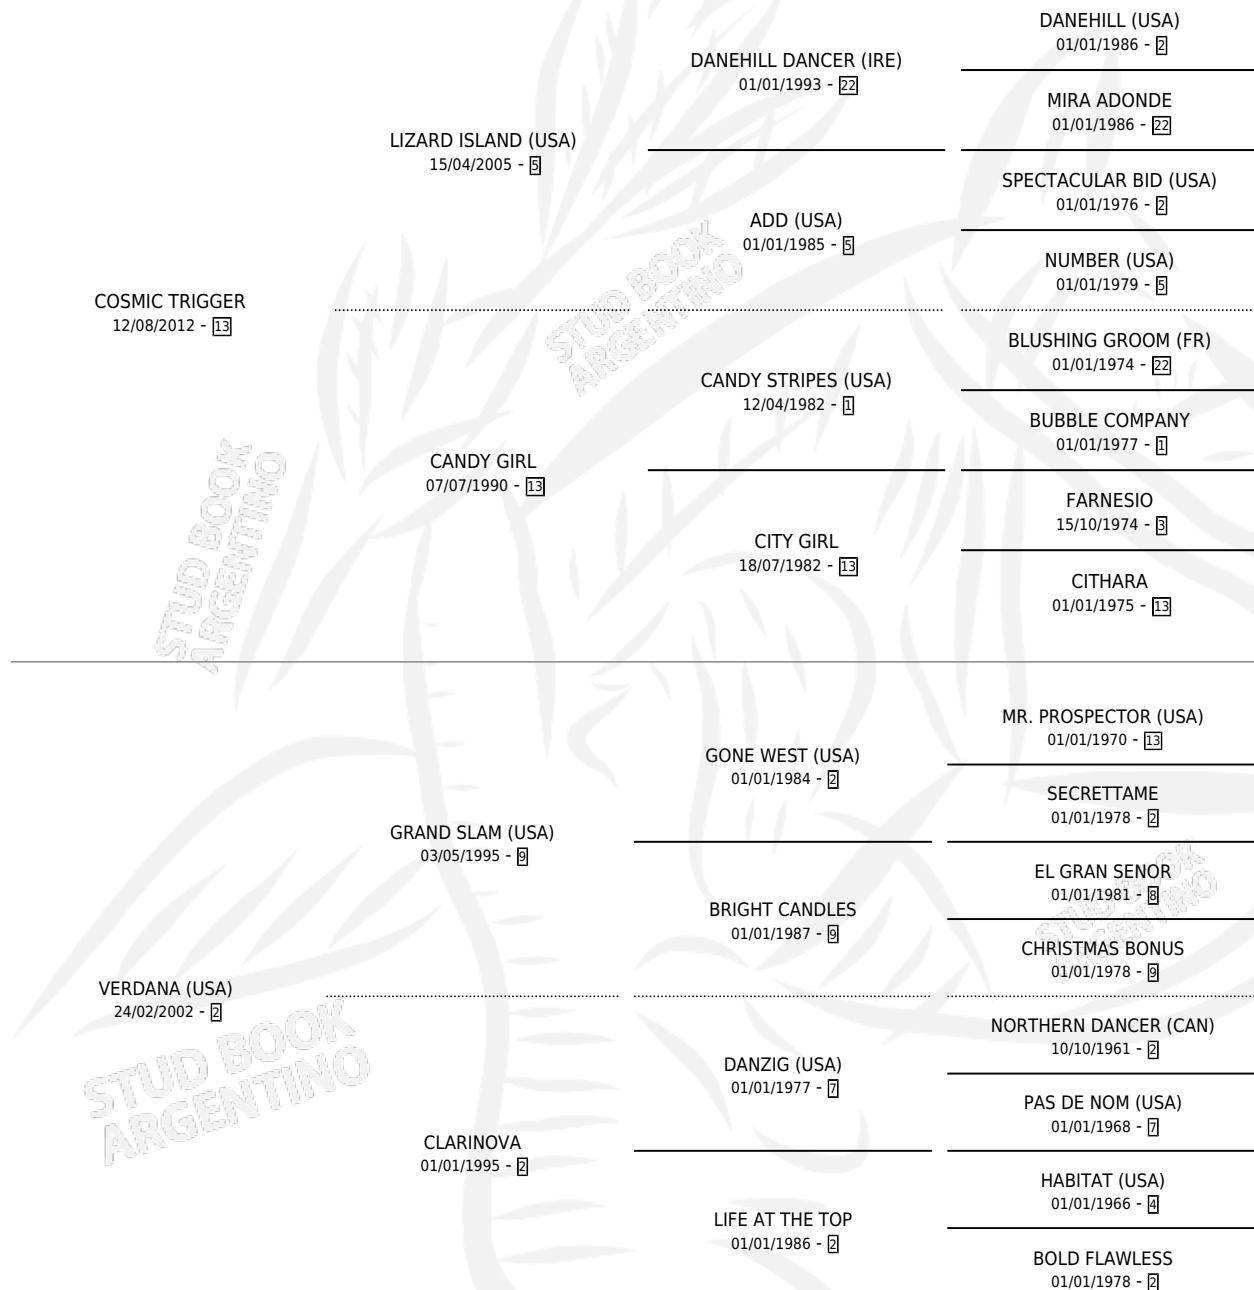 DANEHILL (USA)
01/01/1986 - 2
DANEHILL DANCER (IRE)
01/01/1993 - 22
MIRA ADONDE
01/01/1986 - 22
LIZARD ISLAND (USA)
15/04/2005 - 5
SPECTACULAR BID (USA)
01/01/1976 - 2
ADD (USA)
01/01/1985 - 5
NUMBER (USA)
01/01/1979 - 5
STUD BOOK
ARGENTINO
COSMIC TRIGGER
12/08/2012 - 13
BLUSHING GROOM (FR)
01/01/1974 - 22
CANDY STRIPES (USA)
12/04/1982 - 1
BUBBLE COMPANY
01/01/1977 - 1
CANDY GIRL
07/07/1990 - 13
FARNESIO
15/10/1974 - 3
CITY GIRL
18/07/1982 - 13
CITHARA
01/01/1975 - 13
STUD BOOK
ARGENTINO
MR. PROSPECTOR (USA)
01/01/1970 - 13
GONE WEST (USA)
01/01/1984 - 2
SECRETTAME
01/01/1978 - 2
GRAND SLAM (USA)
03/05/1995 - 9
EL GRAN SENOR
01/01/1981 - 8
BRIGHT CANDLES
01/01/1987 - 9
CHRISTMAS BONUS
01/01/1978 - 9
STUD BOOK
ARGENTINO
VERDANA (USA)
24/02/2002 - 2
NORTHERN DANCER (CAN)
10/10/1961 - 2
DANZIG (USA)
01/01/1977 - 7
PAS DE NOM (USA)
01/01/1968 - 7
STUD BOOK
ARGENTINO
CLARINOVA
01/01/1995 - 2
HABITAT (USA)
01/01/1966 - 4
LIFE AT THE TOP
01/01/1986 - 2
BOLD FLAWLESS
01/01/1978 - 2